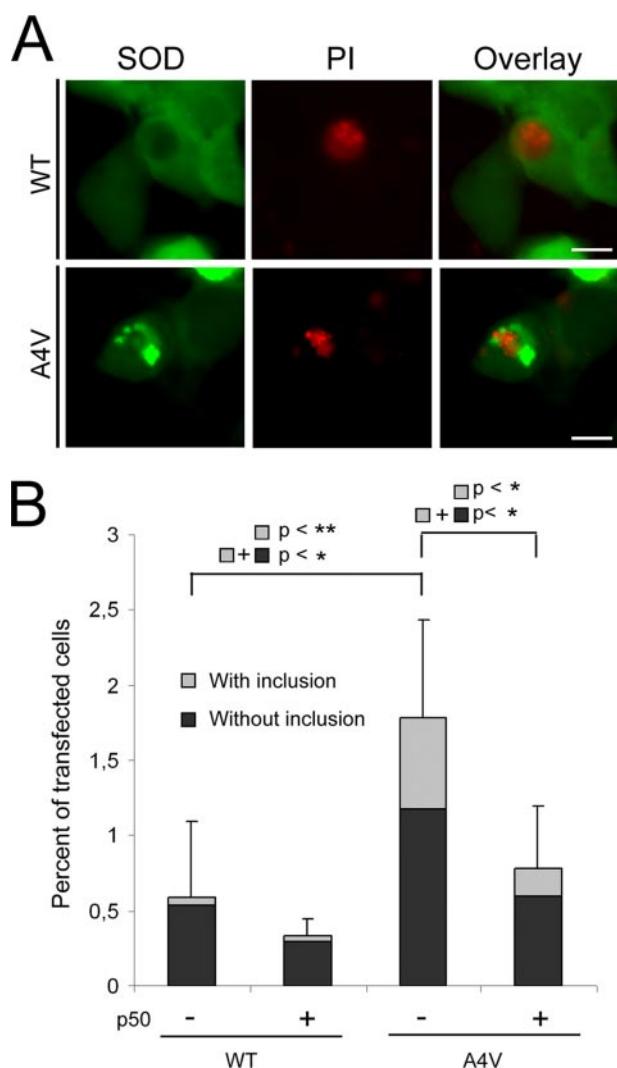 A
SOD PI Overlay
WT
A4V
B
p < *
+ p< *
p < **
+ p < *
3
2,5
2
1,5
1
0,5
0
Percent of transfected cells
With inclusion
Without inclusion
p50 - + - +
WT A4V